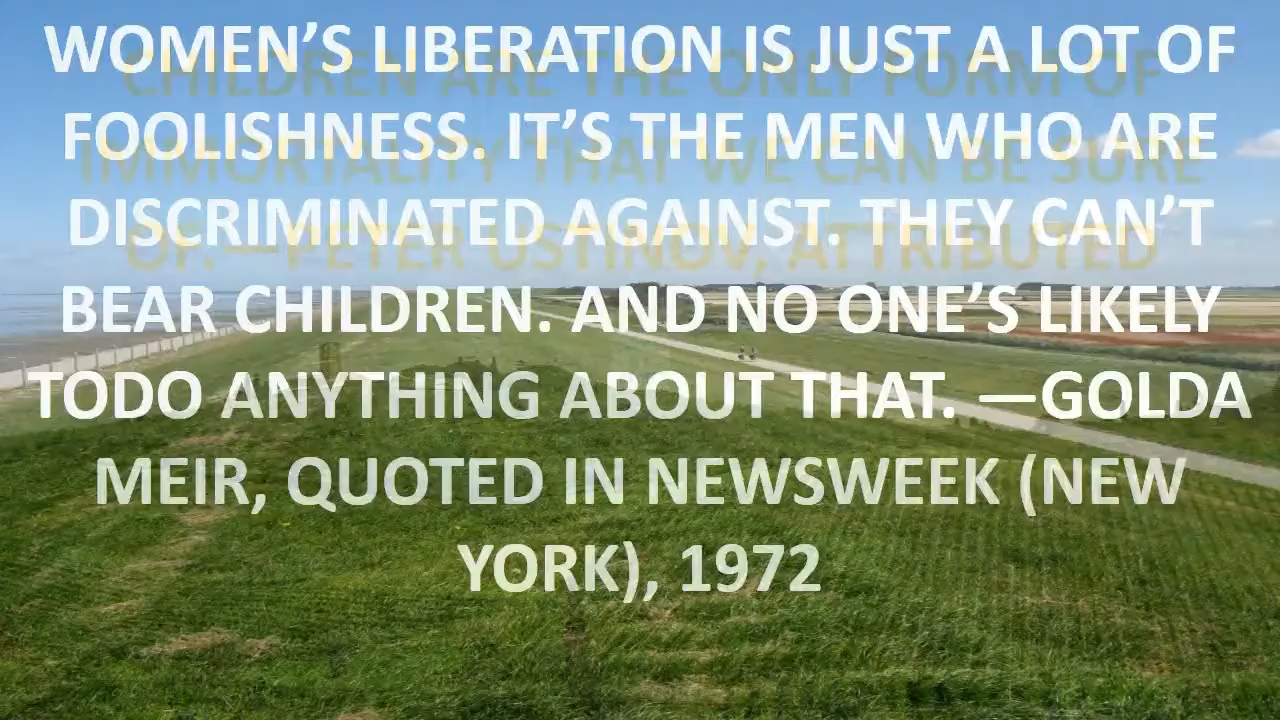 WOMEN’S LIBERATION IS JUST A LOT OF
FOOLISHNESS. IT’S THE MEN WHO ARE
DISCRIMINATED AGAINST. THEY CAN’T
BEAR CHILDREN. AND NO ONE’S LIKELY
TODO ANYTHING ABOUT THAT. —GOLDA
MEIR, QUOTED IN NEWSWEEK (NEW
YORK), 1972
CHILDREN ARE THE ONLY FORM OF
IMMORTALITY THAT WE CAN BE SURE
OF.—PETER USTINOV, ATTRIBUTED